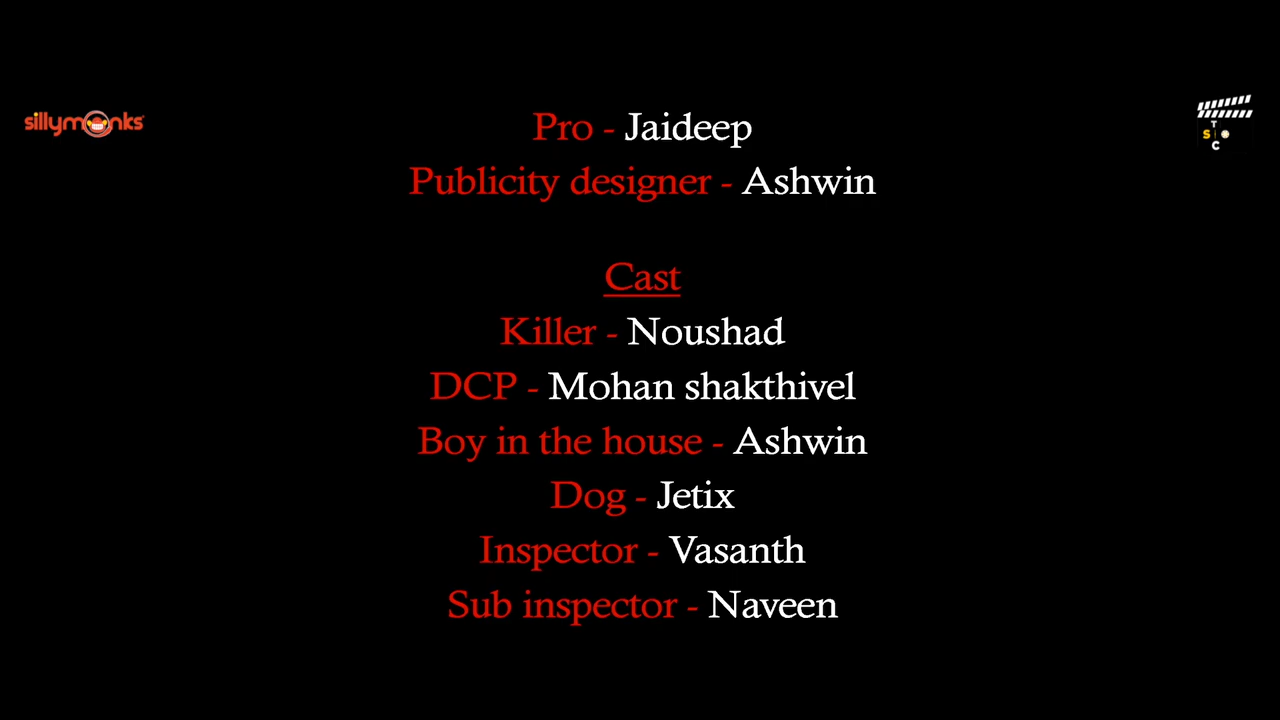 sillymonks
Pro - Jaideep
Publicity designer - Ashwin
T
S
C
Cast
Killer - Noushad
DCP - Mohan shakthivel
Boy in the house - Ashwin
Dog - Jetix
Inspector - Vasanth
Sub inspector - Naveen